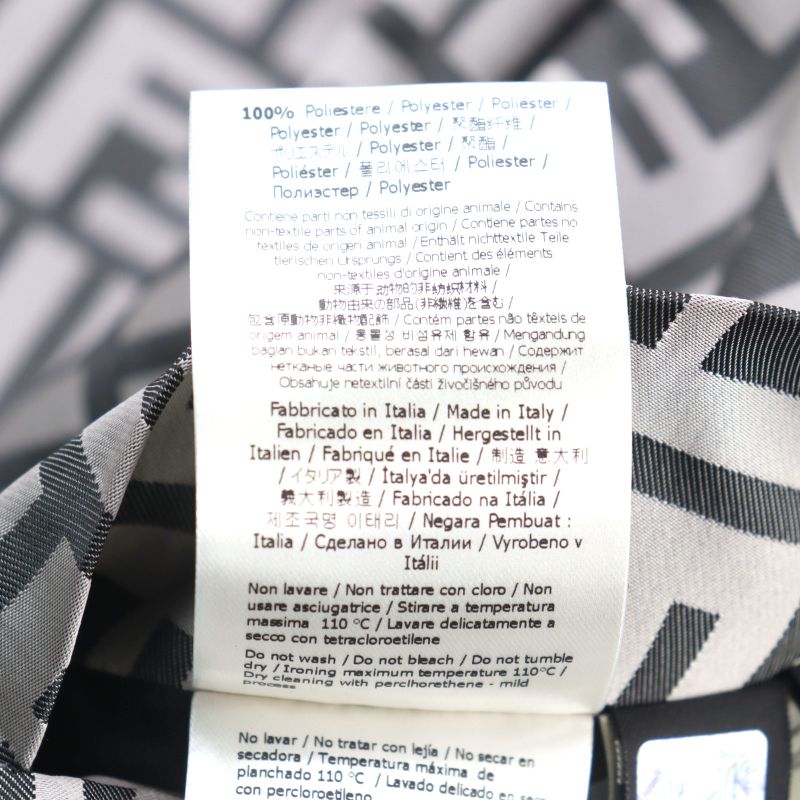 100% Poliestere / Polyester / Poliester /
Polyester / Polyester / 聚酯纤维 /
ポリエステル / Polyester / 聚酯 /
Poliéster / 폴리에스터 / Poliester /
Полиэстер / Polyester
Contiene parti non tessili di origine animale / Contains
non-textile parts of animal origin / Contiene partes no
textiles de origen animal / Enthält nichttextile Teile
tierischen Ursprungs / Contient des éléments
non-textiles d'origine animale /
来源于动物的非纺织材料 /
動物由来の部品(非繊維)を含む /
包含原動物非織物配飾 / Contém partes não têxteis de
origem animal / 동물성 비섬유제 함유 / Mengandung
bagian bukan tekstil, berasal dari hewan / Содержит
нетканые части животного происхождения /
Obsahuje netextilní části živočišného původu
Fabbricato in Italia / Made in Italy /
Fabricado en Italia / Hergestellt in
Italien / Fabriqué en Italie / 制造 意大利
/ イタリア製 / İtalya'da üretilmiştir /
義大利製造 / Fabricado na Itália /
제조국명 이태리 / Negara Pembuat :
Italia / Сделано в Италии / Vyrobeno v
Itálii
Non lavare / Non trattare con cloro / Non
usare asciugatrice / Stirare a temperatura
massima 110 °C / Lavare delicatamente a
secco con tetracloroetilene
Do not wash / Do not bleach / Do not tumble
dry / Ironing maximum temperature 110°C /
Dry cleaning with perclhorethene - mild
process
No lavar / No tratar con lejía / No secar en
secadora / Temperatura máxima de
planchado 110 °C / Lavado delicado en seco
con percloroetileno